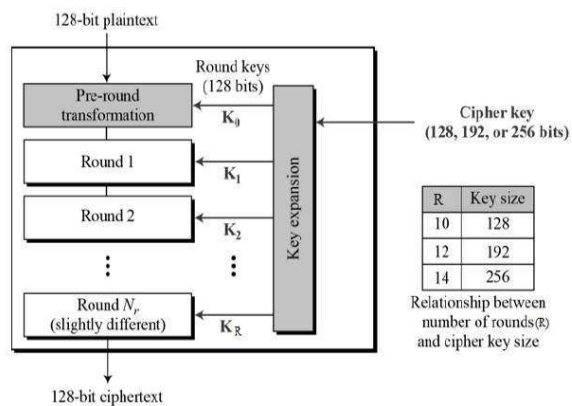 128-bit plaintext
Round keys
(128 bits)
Pre-round
transformation
K0
Cipher key
(128, 192, or 256 bits)
Round 1
K1
Round 2
K2
Key expansion
Round Nr
(slightly different)
KR
128-bit ciphertext
R Key size
10 128
12 192
14 256
Relationship between
number of rounds(R)
and cipher key size